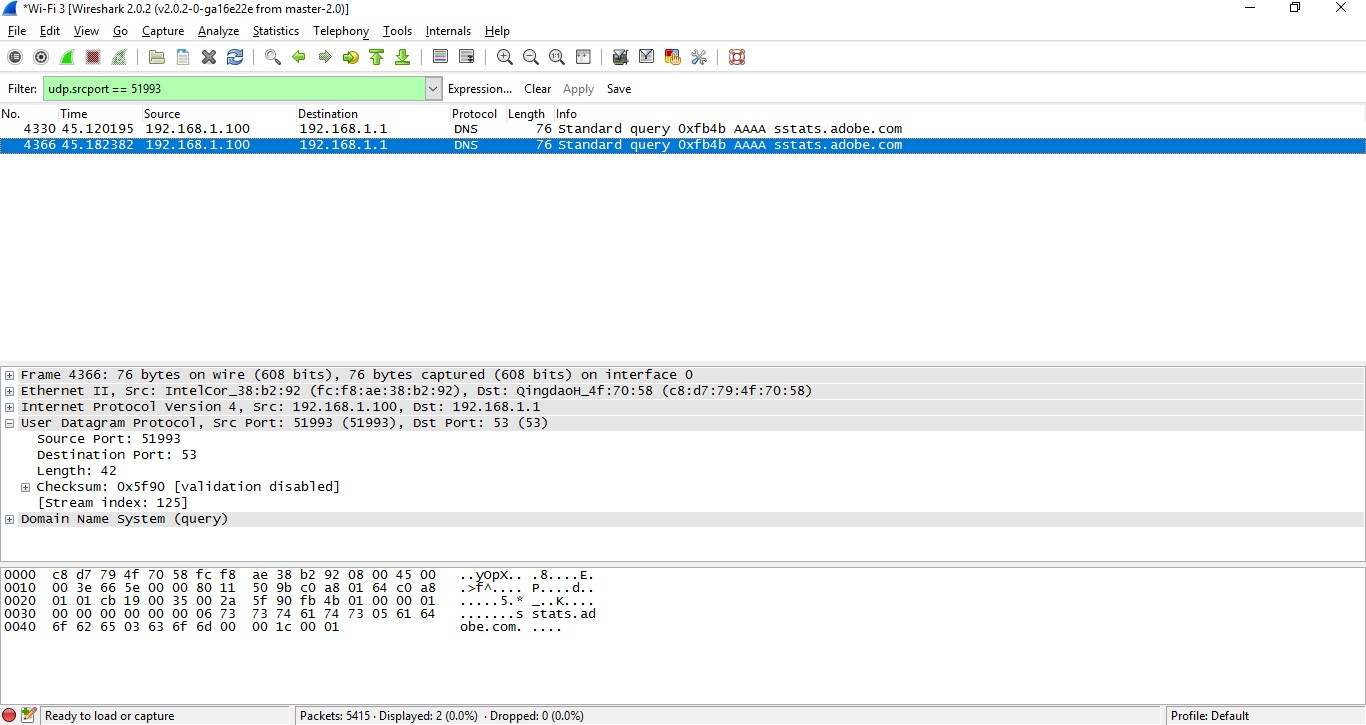 *Wi-Fi 3 [Wireshark 2.0.2 (v2.0.2-0-ga16e22e from master-2.0)]
File Edit View Go Capture Analyze Statistics Telephony Tools Internals Help
Filter: udp.srcport == 51993 Expression... Clear Apply Save
No. Time Source Destination Protocol Length Info
4330 45.120195 192.168.1.100 192.168.1.1 DNS 76 Standard query 0xfb4b AAAA sstats.adobe.com
4366 45.182382 192.168.1.100 192.168.1.1 DNS 76 Standard query 0xfb4b AAAA sstats.adobe.com
Frame 4366: 76 bytes on wire (608 bits), 76 bytes captured (608 bits) on interface 0
Ethernet II, Src: IntelCor_38:b2:92 (fc:f8:ae:38:b2:92), Dst: QingdaoH_4f:70:58 (c8:d7:79:4f:70:58)
Internet Protocol Version 4, Src: 192.168.1.100, Dst: 192.168.1.1
User Datagram Protocol, Src Port: 51993 (51993), Dst Port: 53 (53)
Source Port: 51993
Destination Port: 53
Length: 42
Checksum: 0x5f90 [validation disabled]
[Stream index: 125]
Domain Name System (query)
0000 c8 d7 79 4f 70 58 fc f8 ae 38 b2 92 08 00 45 00 ..yOpX.. .8....E.
0010 00 3e 66 5e 00 00 80 11 50 9b c0 a8 01 64 c0 a8 .>f^.... P....d..
0020 01 01 cb 19 00 35 00 2a 5f 90 fb 4b 01 00 00 01 .....5.* _..K....
0030 00 00 00 00 00 00 06 73 73 74 61 74 73 05 61 64 .......s stats.ad
0040 6f 62 65 03 63 6f 6d 00 00 1c 00 01 obe.com. ....
Ready to load or capture Packets: 5415 · Displayed: 2 (0.0%) · Dropped: 0 (0.0%) Profile: Default